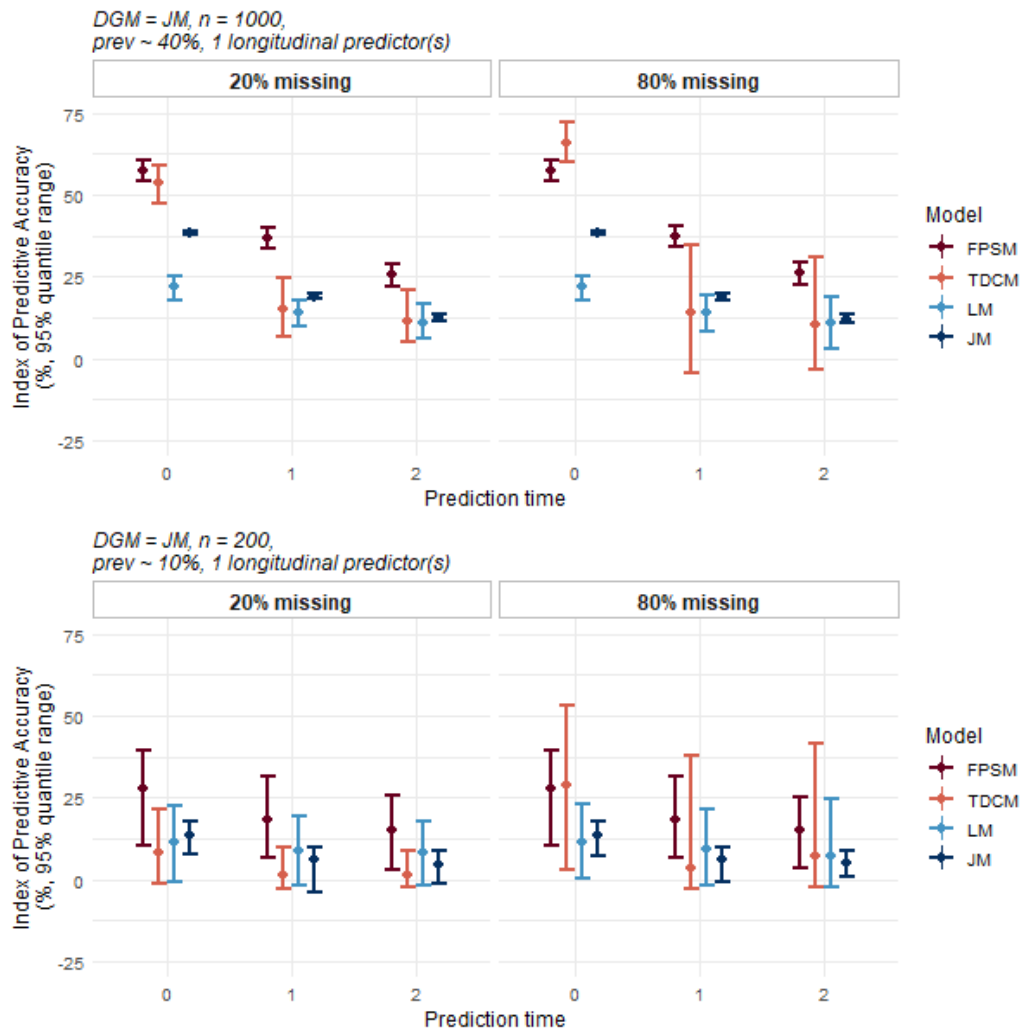 DGM = JM, n = 1000,
prev ~ 40%, 1 longitudinal predictor(s)
20% missing
80% missing
Index of Predictive Accuracy
(%, 95% quantile range)
75
50
25
0
-25
0
1
2
0
1
2
Prediction time
Model
FPSM
TDCM
LM
JM
DGM = JM, n = 200,
prev ~ 10%, 1 longitudinal predictor(s)
20% missing
80% missing
Index of Predictive Accuracy
(%, 95% quantile range)
75
50
25
0
-25
0
1
2
0
1
2
Prediction time
Model
FPSM
TDCM
LM
JM